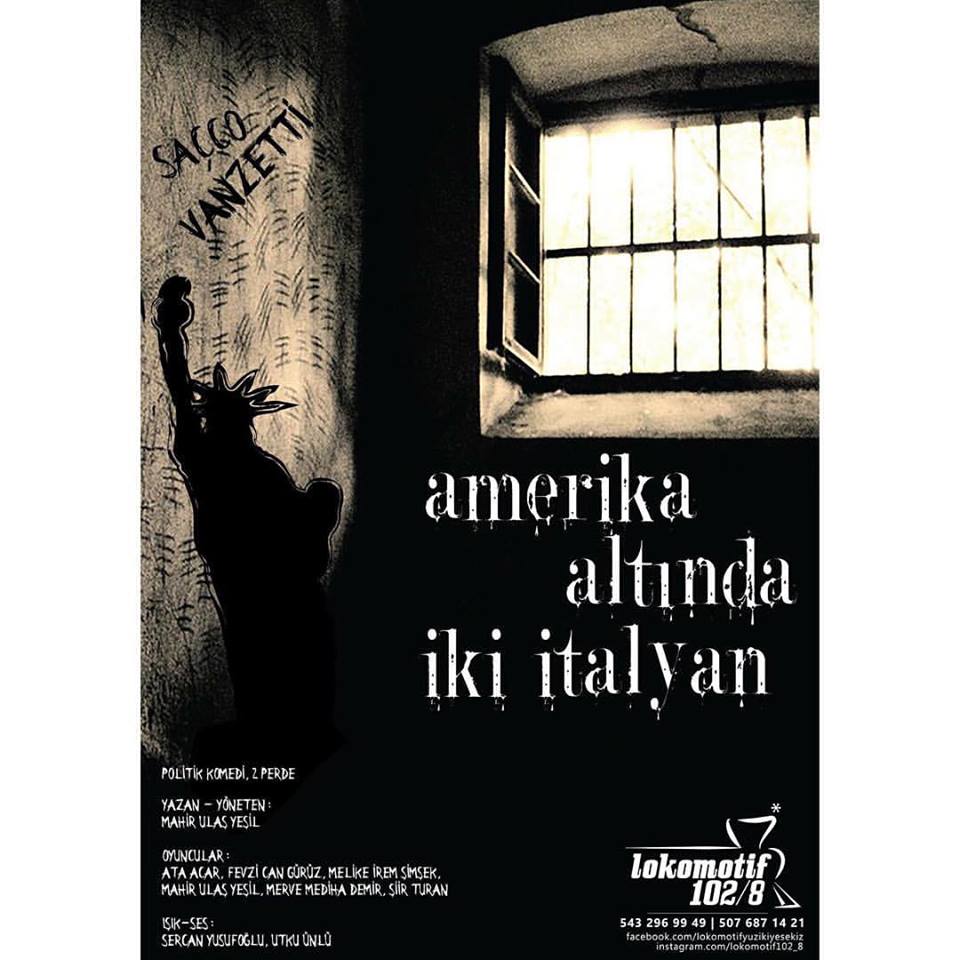 SAÇCO
VANZETTİ
amerika
altında
iki italyan
POLİTİK KOMEDİ, 2 PERDE
YAZAN - YÖNETEN:
MAHİR ULAŞ YEŞİL
OYUNCULAR:
ATA ACAR, FEVZİ CAN GÜRÜZ, MELİKE İREM ŞİMŞEK,
MAHİR ULAŞ YEŞİL, MERVE MEDİHA DEMİR, ŞİİR TURAN
IŞIK-SES:
SERCAN YUSUFOĞLU, UTKU ÜNLÜ
*
lokomotif
102/8
543 296 99 49 | 507 687 14 21
facebook.com/lokomotifyuzikiyesekiz
instagram.com/lokomotif102_8